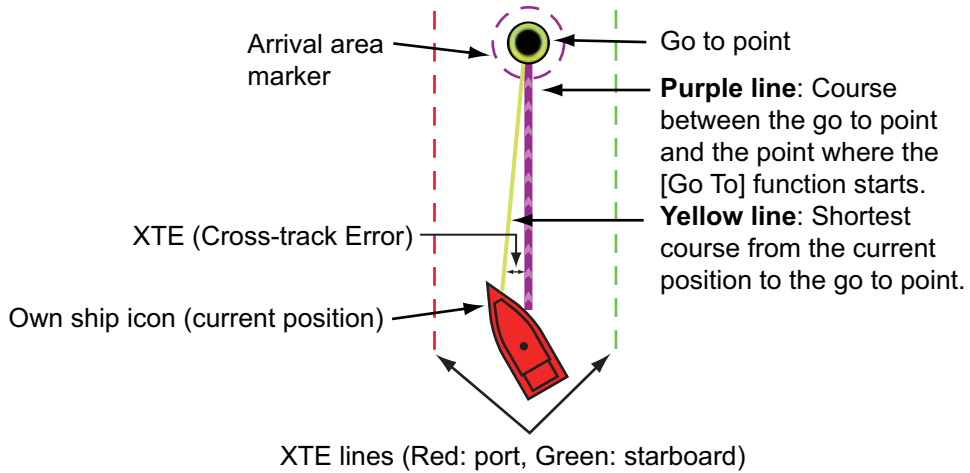 Arrival area
marker
Go to point
Purple line: Course
between the go to point
and the point where the
[Go To] function starts.
Yellow line: Shortest
course from the current
position to the go to point.
XTE (Cross-track Error)
Own ship icon (current position)
XTE lines (Red: port, Green: starboard)